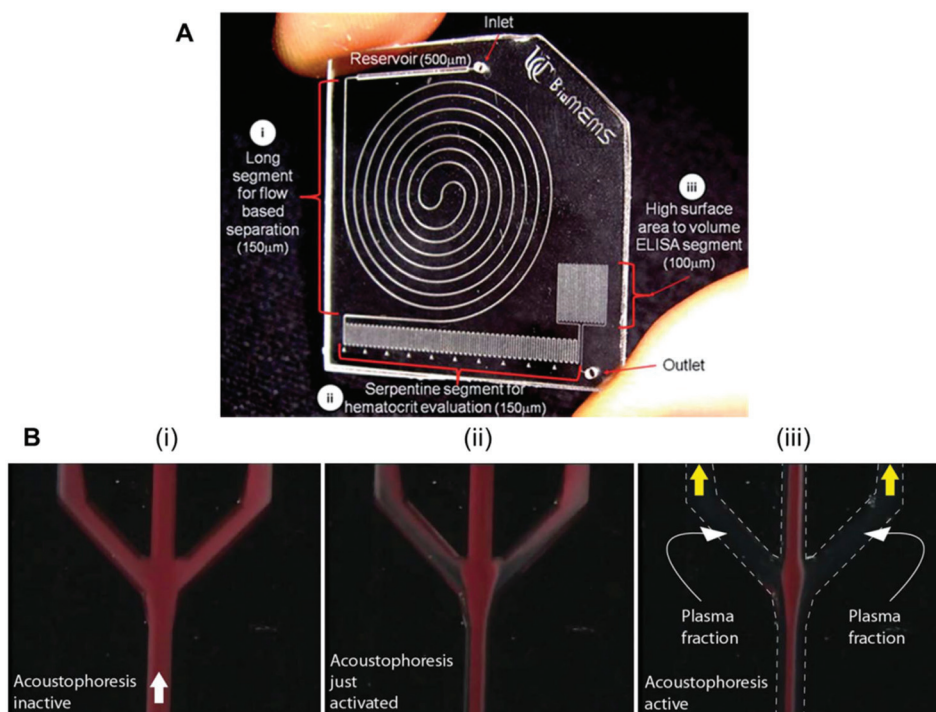 A
Inlet
Reservoir (500μm)
UC BioMEMS
i
Long
segment
for flow
based
separation
(150μm)
iii
High surface
area to volume
ELISA segment
(100μm)
Outlet
ii
Serpentine segment for
hematocrit evaluation (150μm)
B
(i)
(ii)
(iii)
Acoustophoresis
inactive
Acoustophoresis
just
activated
Plasma
fraction
Plasma
fraction
Acoustophoresis
active